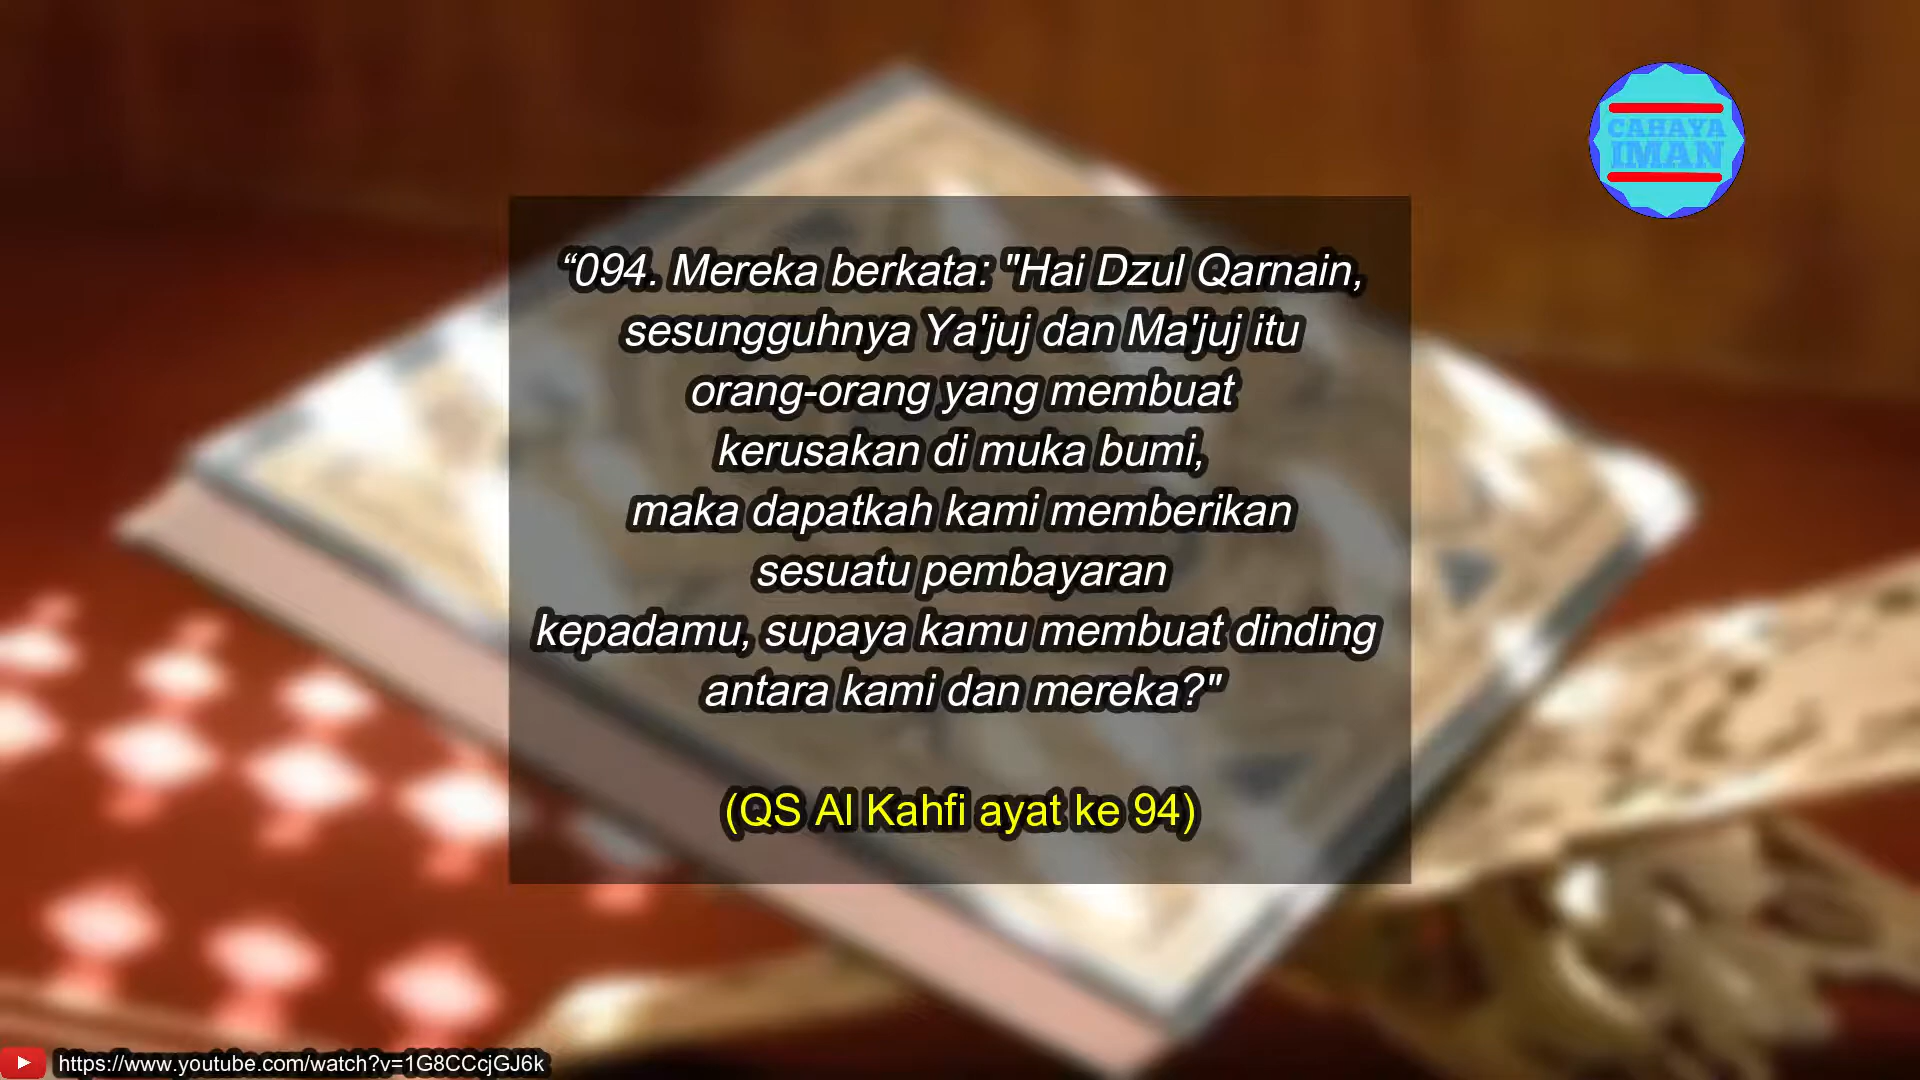 CAHAYA
IMAN
“094. Mereka berkata: "Hai Dzul Qarnain,
sesungguhnya Ya'juj dan Ma'juj itu
orang-orang yang membuat
kerusakan di muka bumi,
maka dapatkah kami memberikan
sesuatu pembayaran
kepadamu, supaya kamu membuat dinding
antara kami dan mereka?"
(QS Al Kahfi ayat ke 94)
https://www.youtube.com/watch?v=1G8CCcjGJ6k